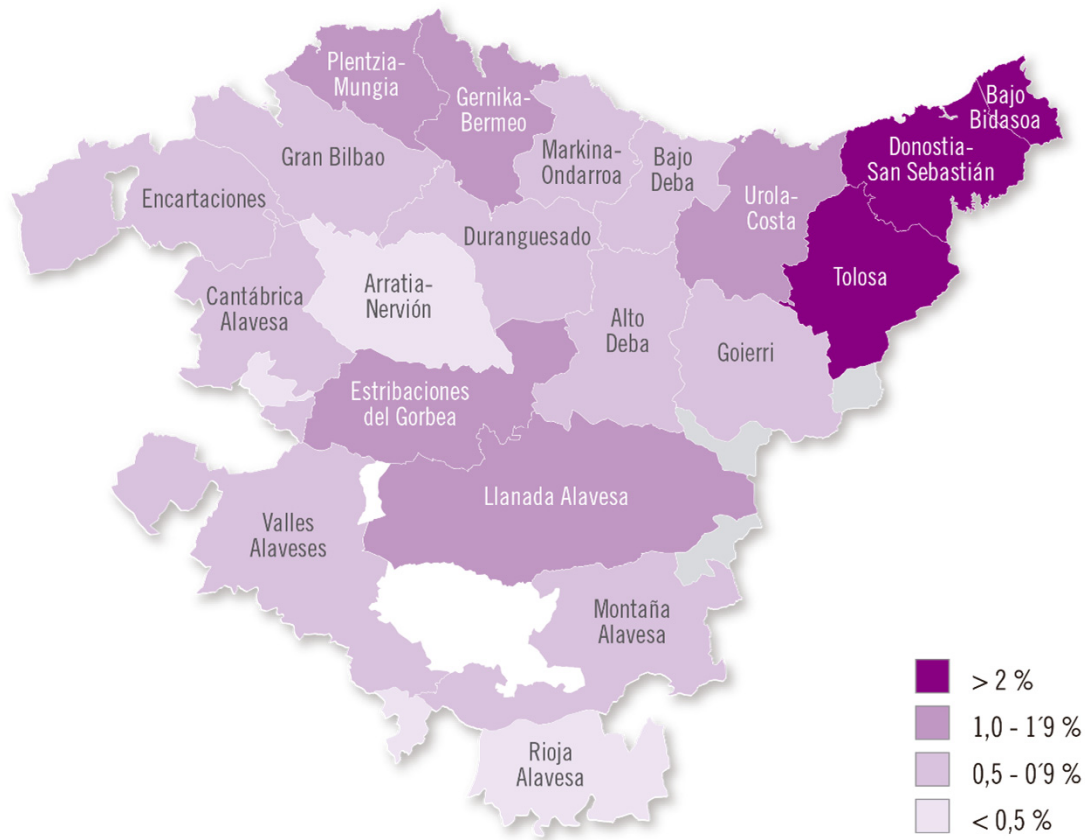 Plentzia-
Mungia
Gernika-
Bermeo
Bajo
Bidasoa
Donostia-
San Sebastián
Gran Bilbao
Markina-
Ondarroa
Bajo
Deba
Urola-
Costa
Encartaciones
Duranguesado
Tolosa
Cantábrica
Alavesa
Arratia-
Nervión
Alto
Deba
Goierri
Estribaciones
del Gorbea
Llanada Alavesa
Valles
Alaveses
Montaña
Alavesa
Rioja
Alavesa
> 2 %
1,0 - 1'9 %
0,5 - 0'9 %
< 0,5 %